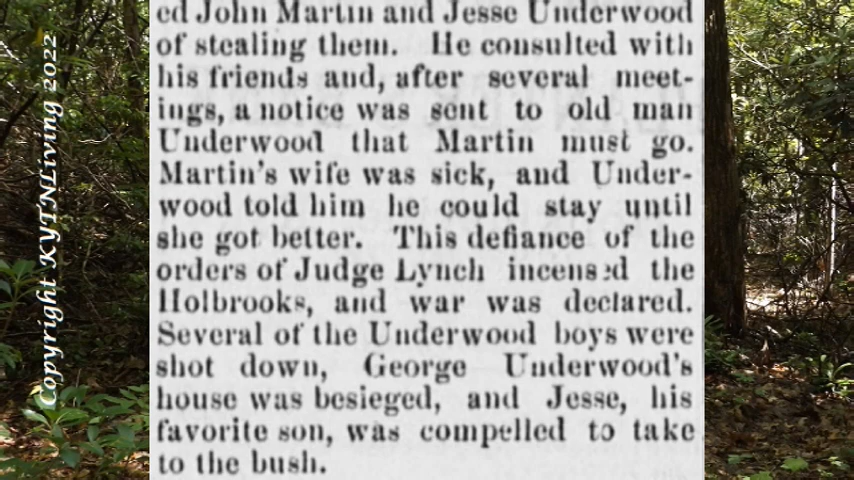 ed John Martin and Jesse Underwood
of stealing them. He consulted with
his friends and, after several meet-
ings, a notice was sent to old man
Underwood that Martin must go.
Martin's wife was sick, and Under-
wood told him he could stay until
she got better. This defiance of the
orders of Judge Lynch incensed the
Holbrooks, and war was declared.
Several of the Underwood boys were
shot down, George Underwood's
house was besieged, and Jesse, his
favorite son, was compelled to take
to the bush.
Copyright KYTNLiving 2022